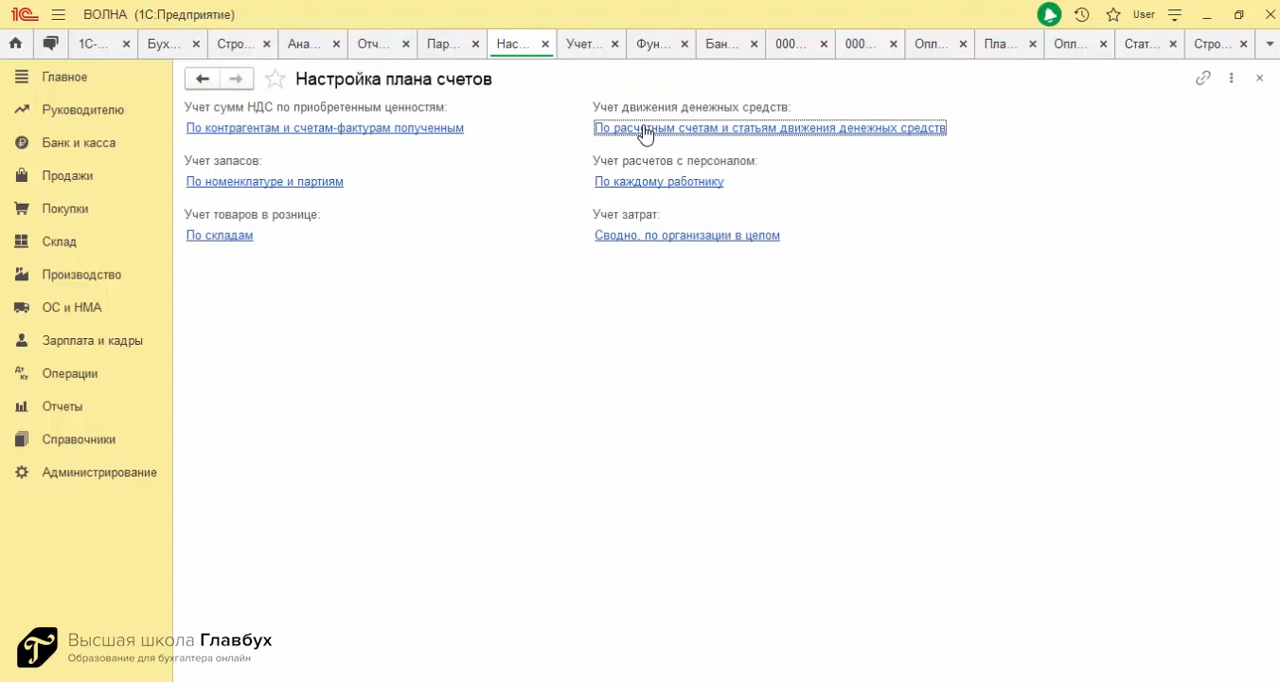 1С ВОЛНА (1С:Предприятие) User
1С-... Бух... Стро... Ана... Отч... Пар... Нас... Учет... Фун... Бан... 000... 000... Опл... Пла... Опл... Стат... Стро...
Главное
Руководителю
Банк и касса
Продажи
Покупки
Склад
Производство
ОС и НМА
Зарплата и кадры
Дт Кт Операции
Отчеты
Справочники
Администрирование
Настройка плана счетов
Учет сумм НДС по приобретенным ценностям:
По контрагентам и счетам-фактурам полученным
Учет запасов:
По номенклатуре и партиям
Учет товаров в рознице:
По складам
Учет движения денежных средств:
По расчетным счетам и статьям движения денежных средств
Учет расчетов с персоналом:
По каждому работнику
Учет затрат:
Сводно, по организации в целом
Высшая школа Главбух
Образование для бухгалтера онлайн